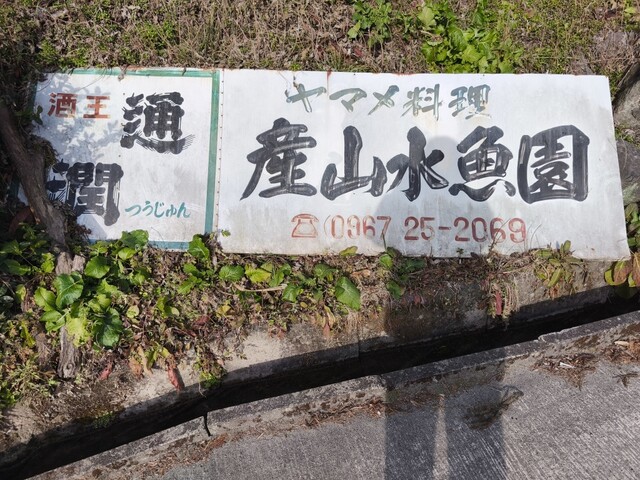 酒王
通潤
つうじゅん
ヤマメ料理
産山水魚園
☎(0967 25-2069